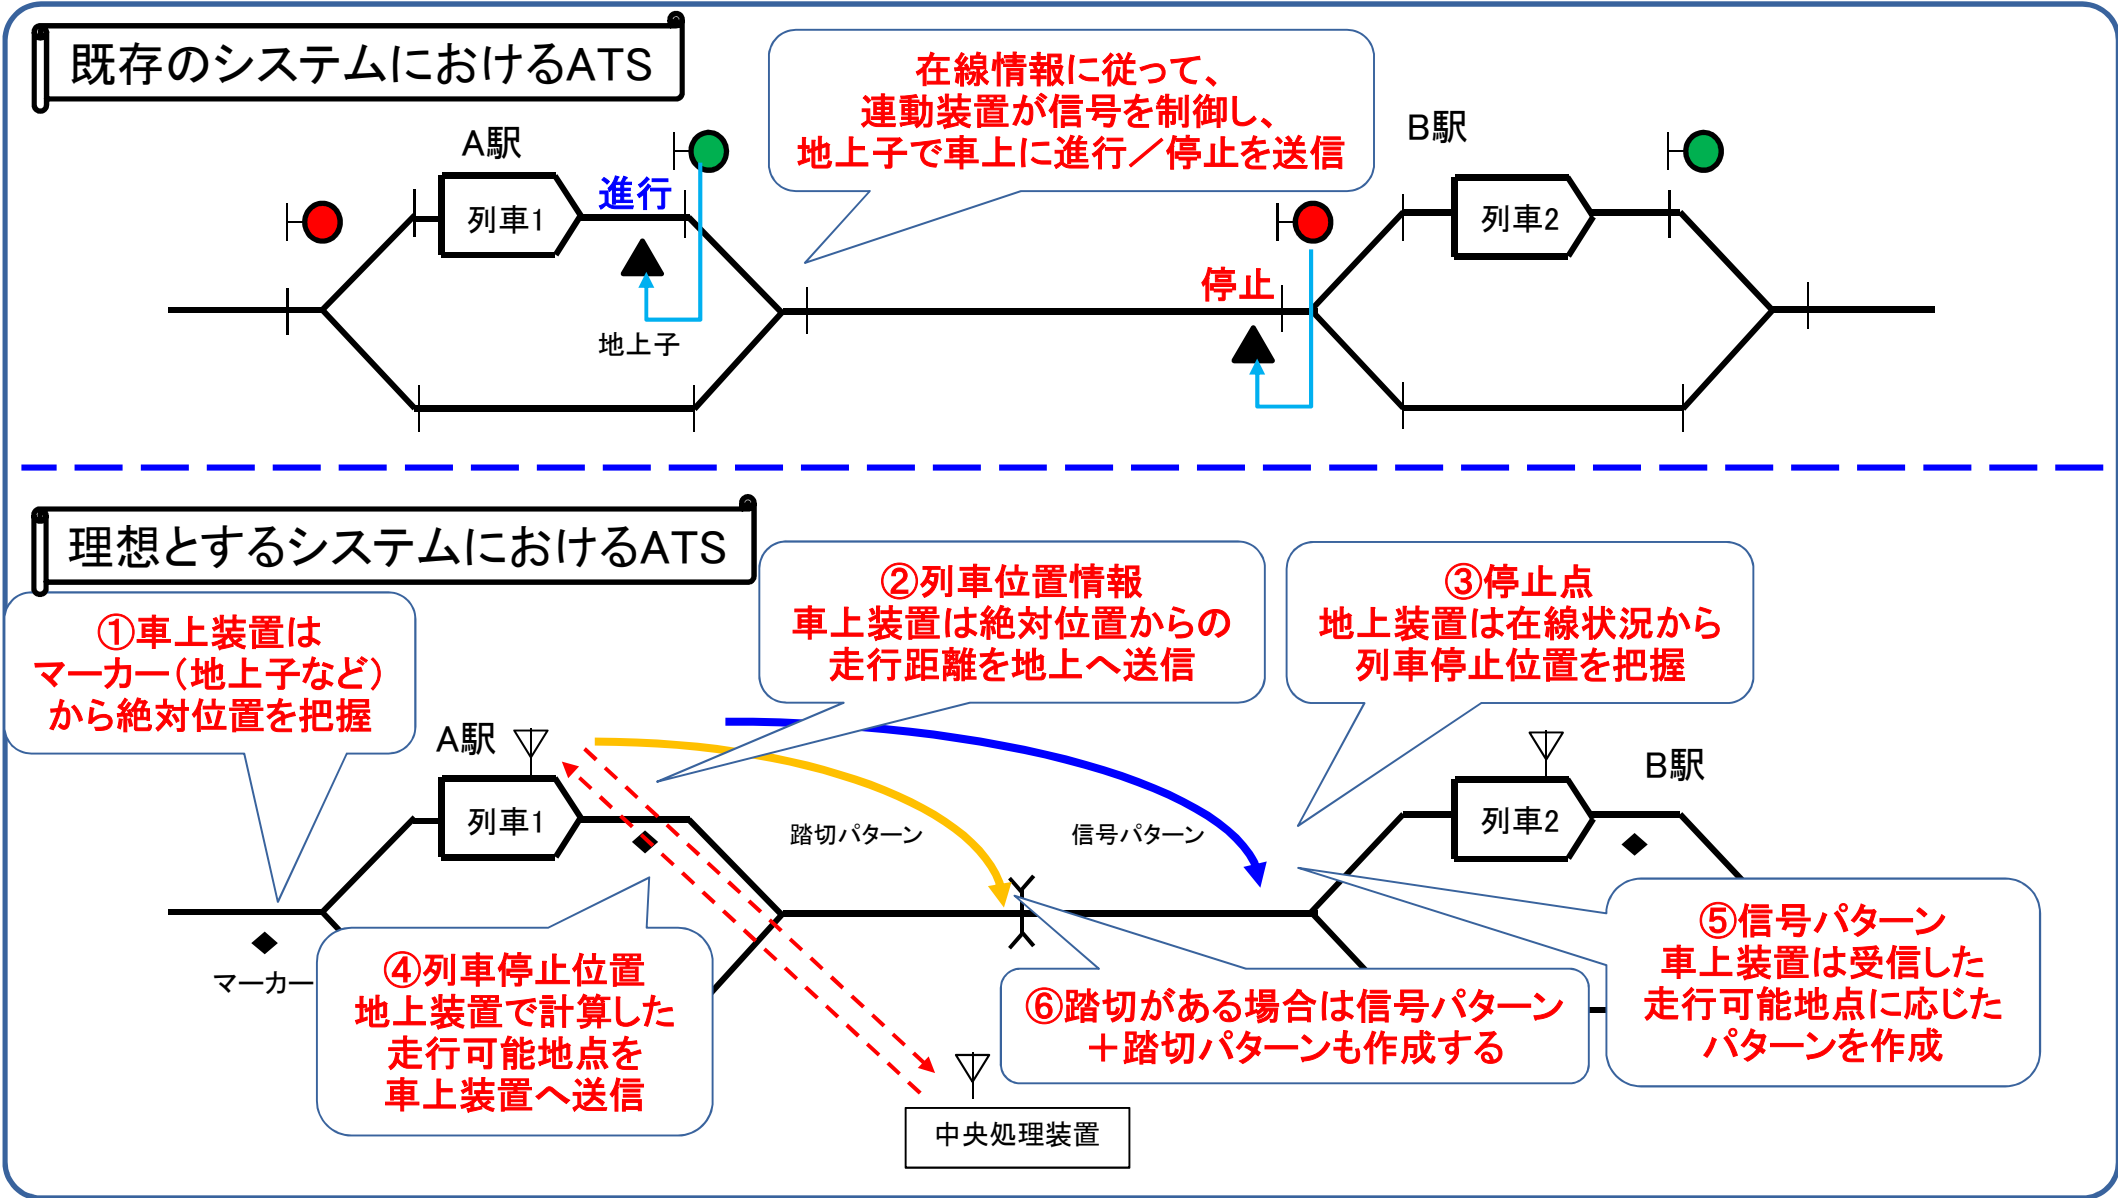 既存のシステムにおけるATS
在線情報に従って、
連動装置が信号を制御し、
地上子で車上に進行／停止を送信
A駅
B駅
進行
列車1
列車2
停止
地上子
理想とするシステムにおけるATS
①車上装置は
マーカー（地上子など）
から絶対位置を把握
②列車位置情報
車上装置は絶対位置からの
走行距離を地上へ送信
③停止点
地上装置は在線状況から
列車停止位置を把握
A駅
B駅
列車1
踏切パターン
信号パターン
列車2
マーカー
④列車停止位置
地上装置で計算した
走行可能地点を
車上装置へ送信
⑥踏切がある場合は信号パターン
＋踏切パターンも作成する
⑤信号パターン
車上装置は受信した
走行可能地点に応じた
パターンを作成
中央処理装置